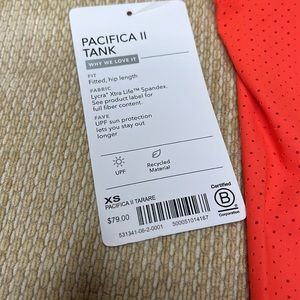 PACIFICA II
TANK
WHY WE LOVE IT
FIT
Fitted, hip length
FABRIC
Lycra® Xtra Life™ Spandex.
See product label for
full fiber content.
FAVE
UPF sun protection
lets you stay out
longer
UPF
Recycled
Material
XS
PACIFICA II TARARE
$79.00
531341-06-2-0001
500051014167
Certified
B
Corporation